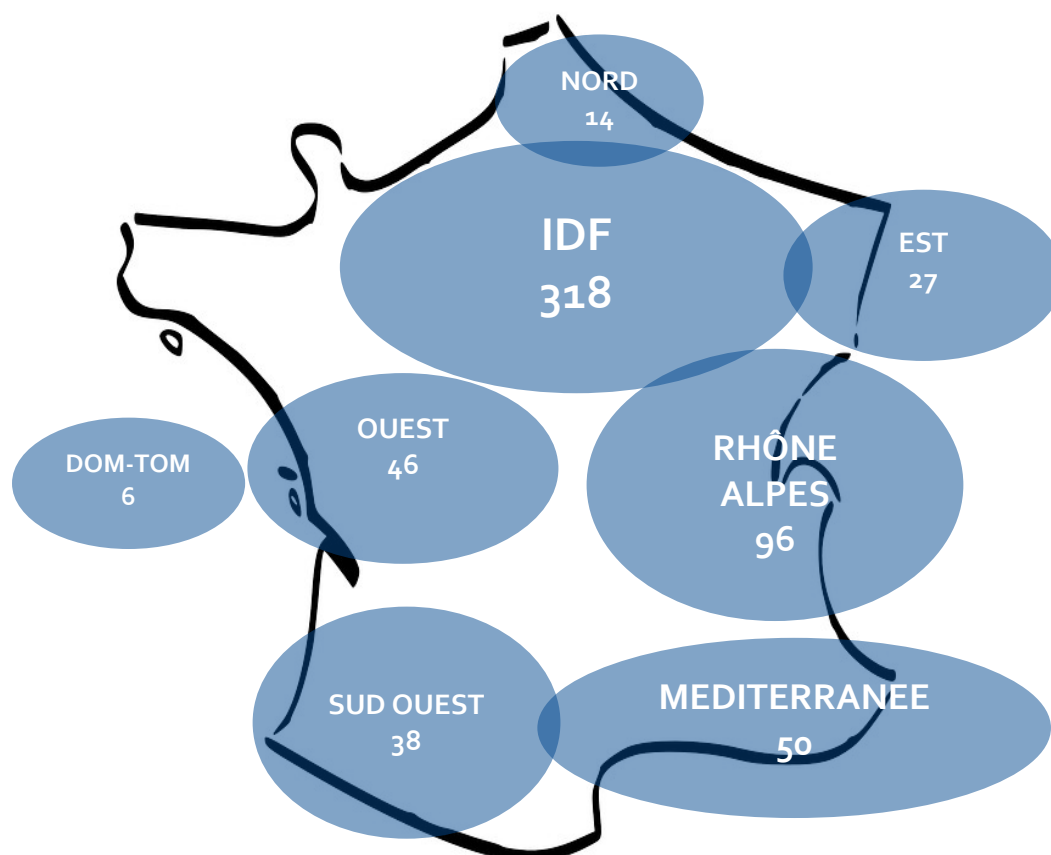 NORD
14
IDF
318
EST
27
OUEST
46
DOM-TOM
6
RHÔNE
ALPES
96
SUD OUEST
38
MEDITERRANEE
50